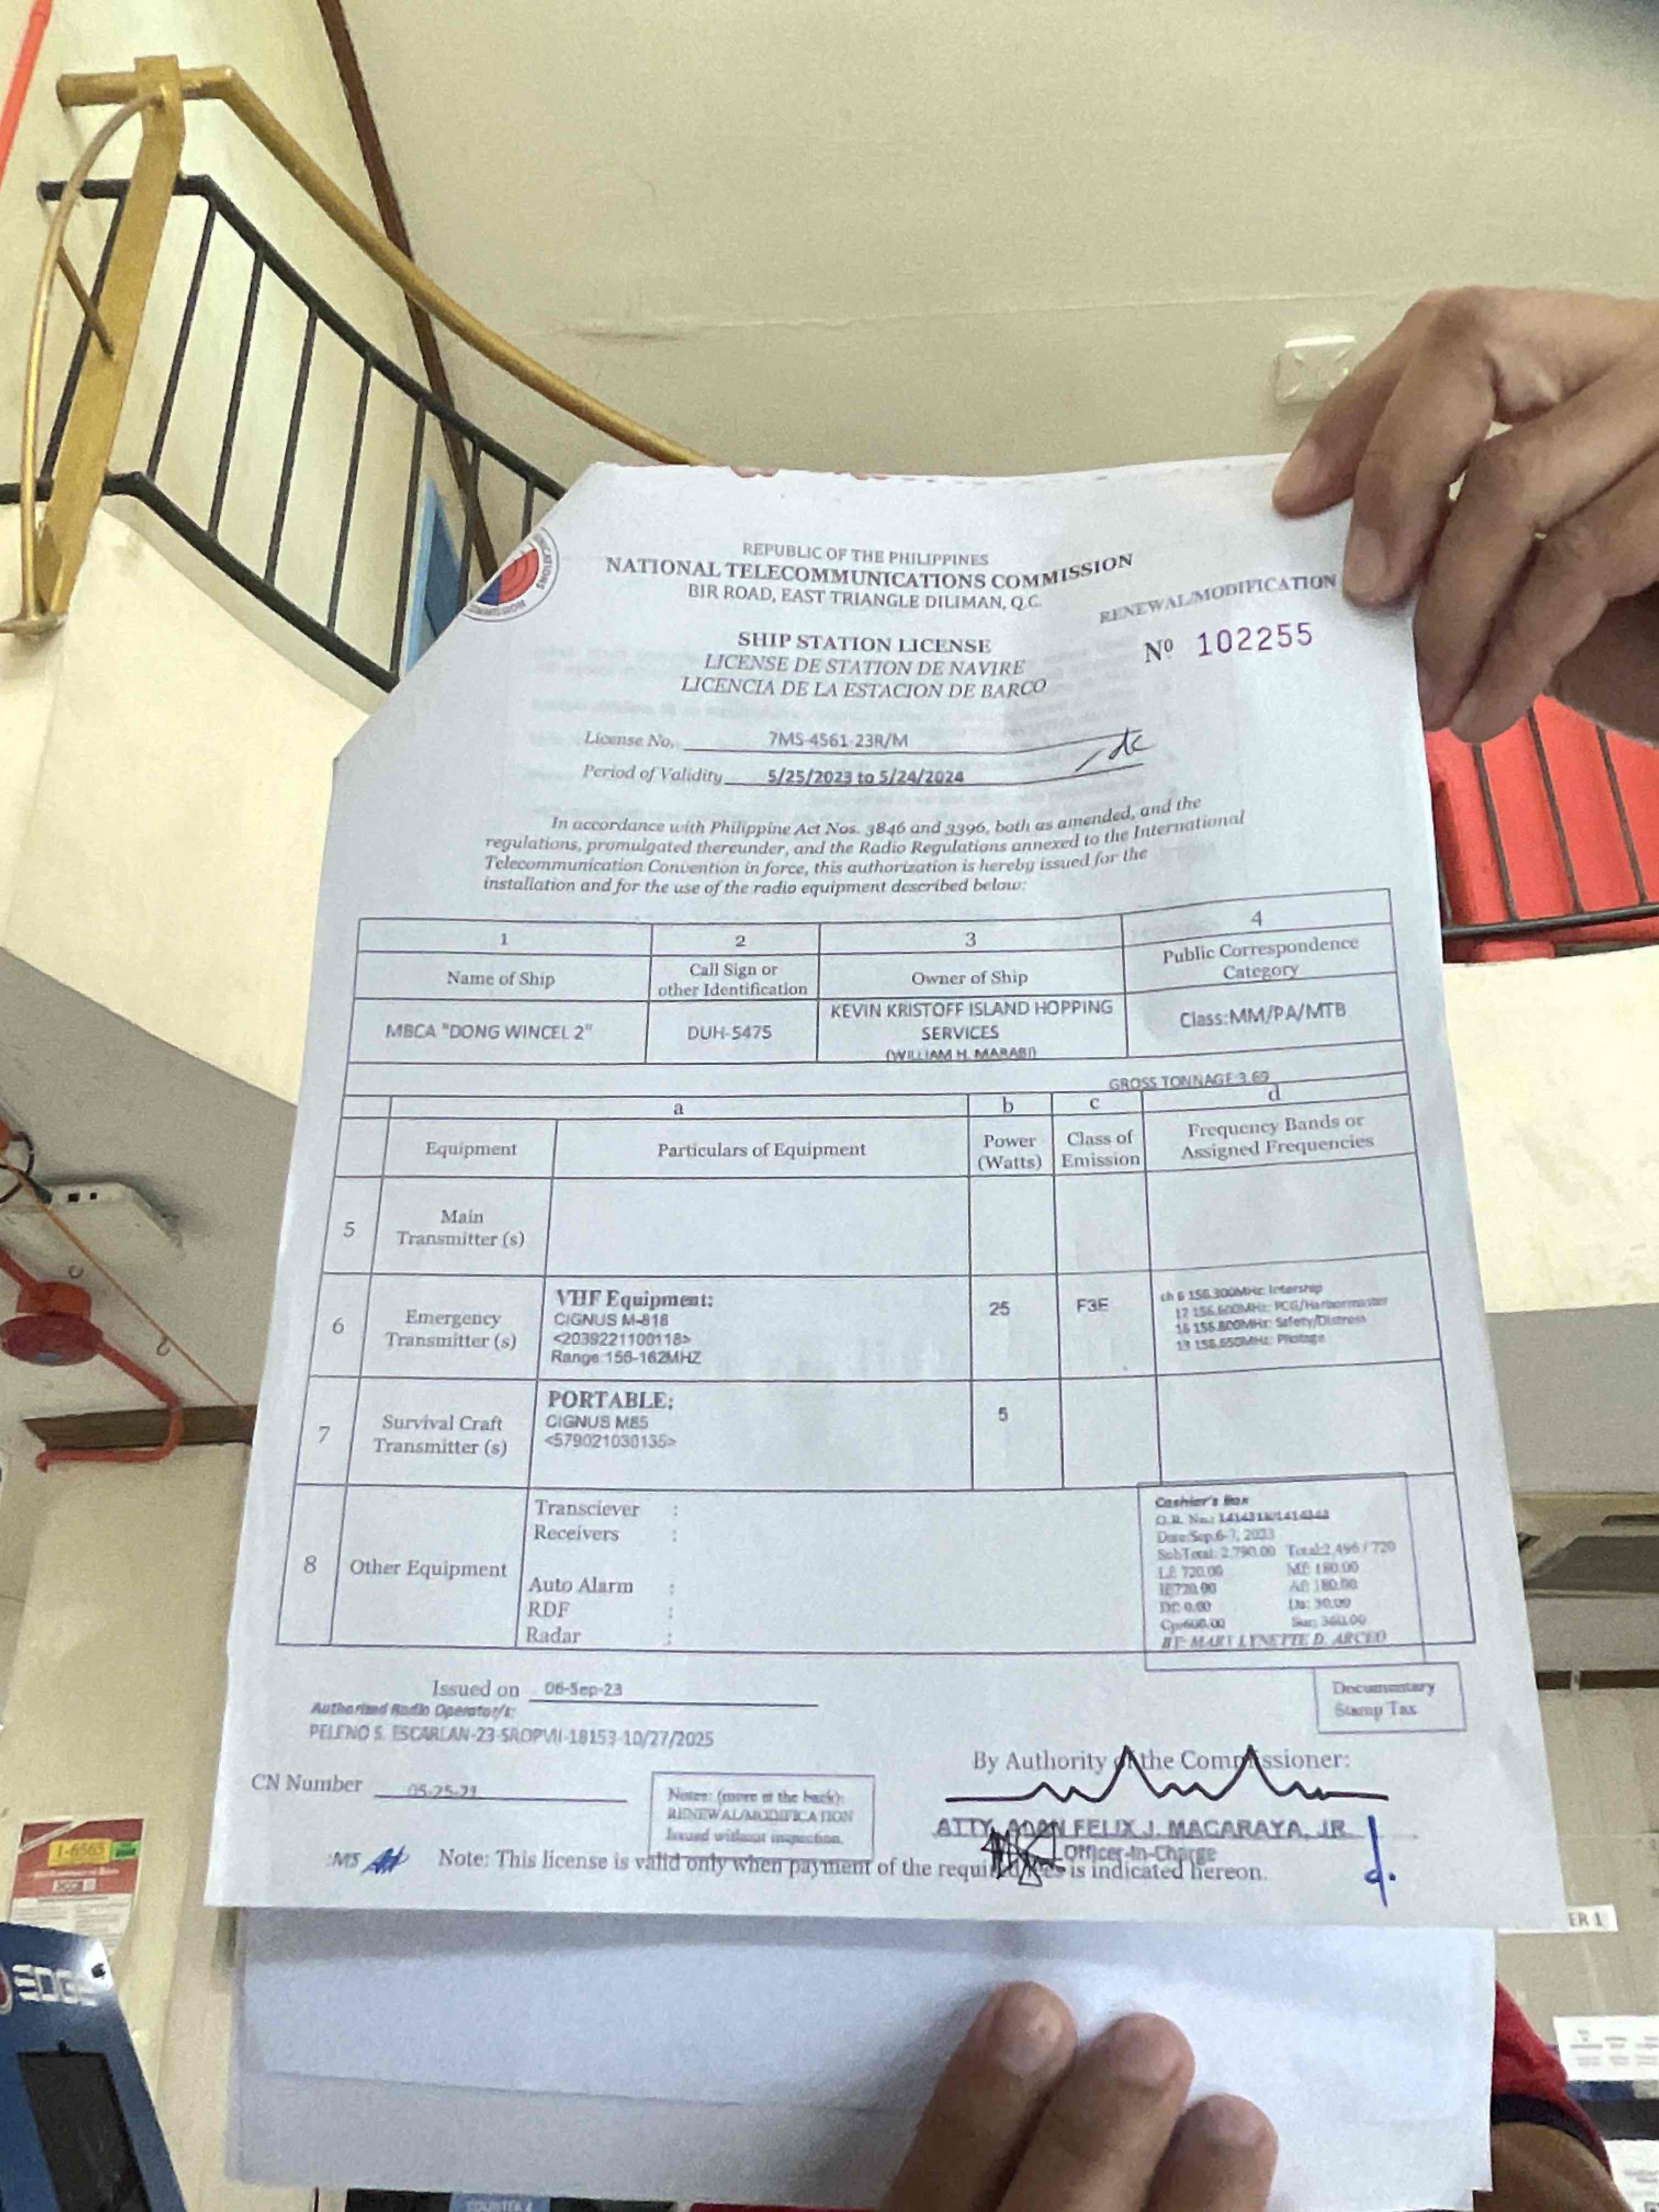 REPUBLIC OF THE PHILIPPINES
NATIONAL TELECOMMUNICATIONS COMMISSION
BIR ROAD, EAST TRIANGLE DILIMAN, Q.C.
RENEWAL/MODIFICATION
SHIP STATION LICENSE
Nº 102255
LICENSE DE STATION DE NAVIRE
LICENCIA DE LA ESTACION DE BARCO
License No. 7MS-4561-23R/M
Period of Validity 5/25/2023 to 5/24/2024
In accordance with Philippine Act Nos. 3846 and 3396, both as amended, and the
regulations, promulgated thereunder, and the Radio Regulations annexed to the International
Telecommunication Convention in force, this authorization is hereby issued for the
installation and for the use of the radio equipment described below:
1 2 3 4
Name of Ship
Call Sign or
other Identification
Owner of Ship
Public Correspondence
Category
MBCA "DONG WINCEL 2"
DUH-5475
KEVIN KRISTOFF ISLAND HOPPING
SERVICES
(WILLIAM H. MARABI)
Class:MM/PA/MTB
GROSS TONNAGE:3.69
a b c d
Equipment
Particulars of Equipment
Power
(Watts)
Class of
Emission
Frequency Bands or
Assigned Frequencies
5
Main
Transmitter (s)
6
Emergency
Transmitter (s)
VHF Equipment:
CIGNUS M-818
<2039221100118>
Range:156-162MHZ
25
F3E
ch 6 156.300MHz: Intership
12 156.600MHz: PCG/Harbormaster
16 156.800MHz: Safety/Distress
13 156.650MHz: Pilotage
7
Survival Craft
Transmitter (s)
PORTABLE:
CIGNUS M85
<579021030135>
5
8
Other Equipment
Transciever :
Receivers :
Auto Alarm :
RDF :
Radar :
Cashier's Box
O.R. No.:
Date:Sep.6-7, 2023
SubTotal: 2,790.00 Total:2,496 / 720
LF: 720.00 MF: 180.00
IF:720.00 AF: 180.00
DF: 0.00 Ds: 30.00
Cp:600.00 Sur: 360.00
BY: MARY LYNETTE D. ARCEO
Issued on 06-Sep-23
Documentary
Stamp Tax
Authorized Radio Operator/s:
PELENO S. ESCARLAN-23-SROPVII-18153-10/27/2025
By Authority of the Commissioner:
CN Number 05-25-21
Notes: (more at the back):
RENEWAL/MODIFICATION
Issued without inspection.
ATTY. ADAN FELIX J. MACARAYA, JR
Officer-In-Charge
:MS
Note: This license is valid only when payment of the required fees is indicated hereon.
1-6565
EDGE
ER 1
COUNTER 4